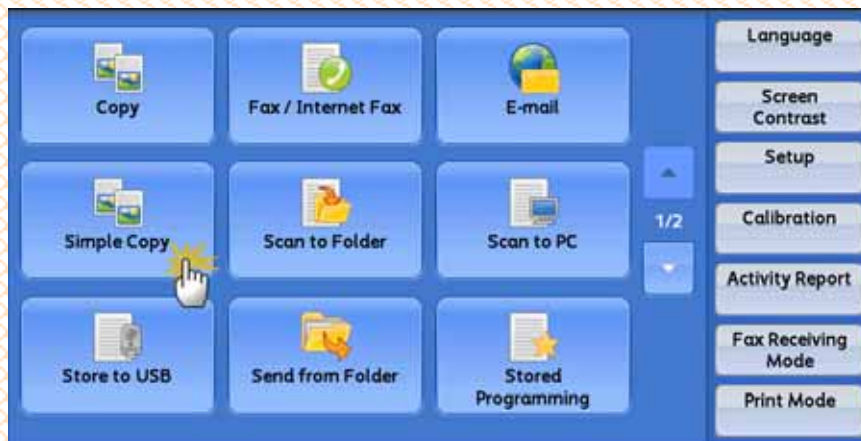 Copy
Fax / Internet Fax
E-mail
Simple Copy
Scan to Folder
Scan to PC
Store to USB
Send from Folder
Stored
Programming
1/2
Language
Screen
Contrast
Setup
Calibration
Activity Report
Fax Receiving
Mode
Print Mode